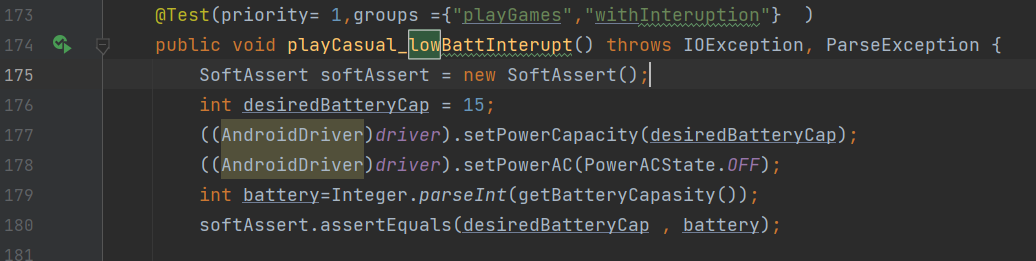 173 @Test(priority= 1,groups ={"playGames","withInteruption"}  )
174 public void playCasual_lowBattInterupt() throws IOException, ParseException {
175 SoftAssert softAssert = new SoftAssert();
176 int desiredBatteryCap = 15;
177 ((AndroidDriver)driver).setPowerCapacity(desiredBatteryCap);
178 ((AndroidDriver)driver).setPowerAC(PowerACState.OFF);
179 int battery=Integer.parseInt(getBatteryCapasity());
180 softAssert.assertEquals(desiredBatteryCap , battery);
181